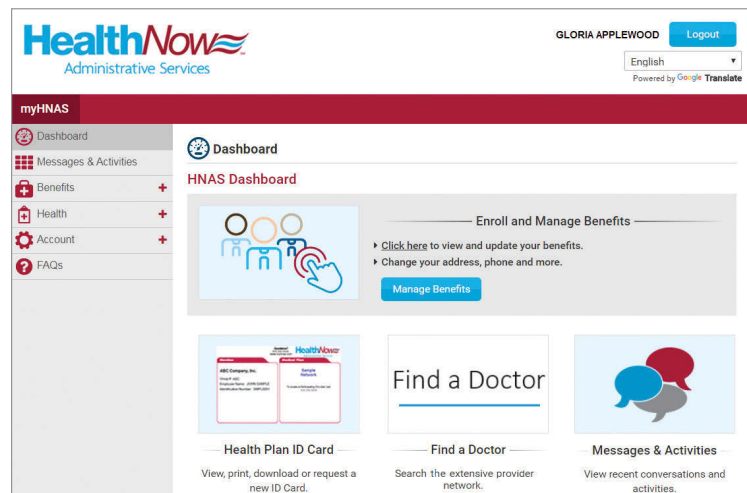 HealthNow
Administrative Services
GLORIA APPLEWOOD
Logout
English
Powered by Google Translate
myHNAS
Dashboard
Messages & Activities
Benefits
Health
Account
FAQs
Dashboard
HNAS Dashboard
Enroll and Manage Benefits
Click here to view and update your benefits.
Change your address, phone and more.
Manage Benefits
HealthNow
ABC Company, Inc.
Sample
Network
Find a Doctor
Health Plan ID Card
View, print, download or request a
new ID Card.
Find a Doctor
Search the extensive provider
network.
Messages & Activities
View recent conversations and
activities.